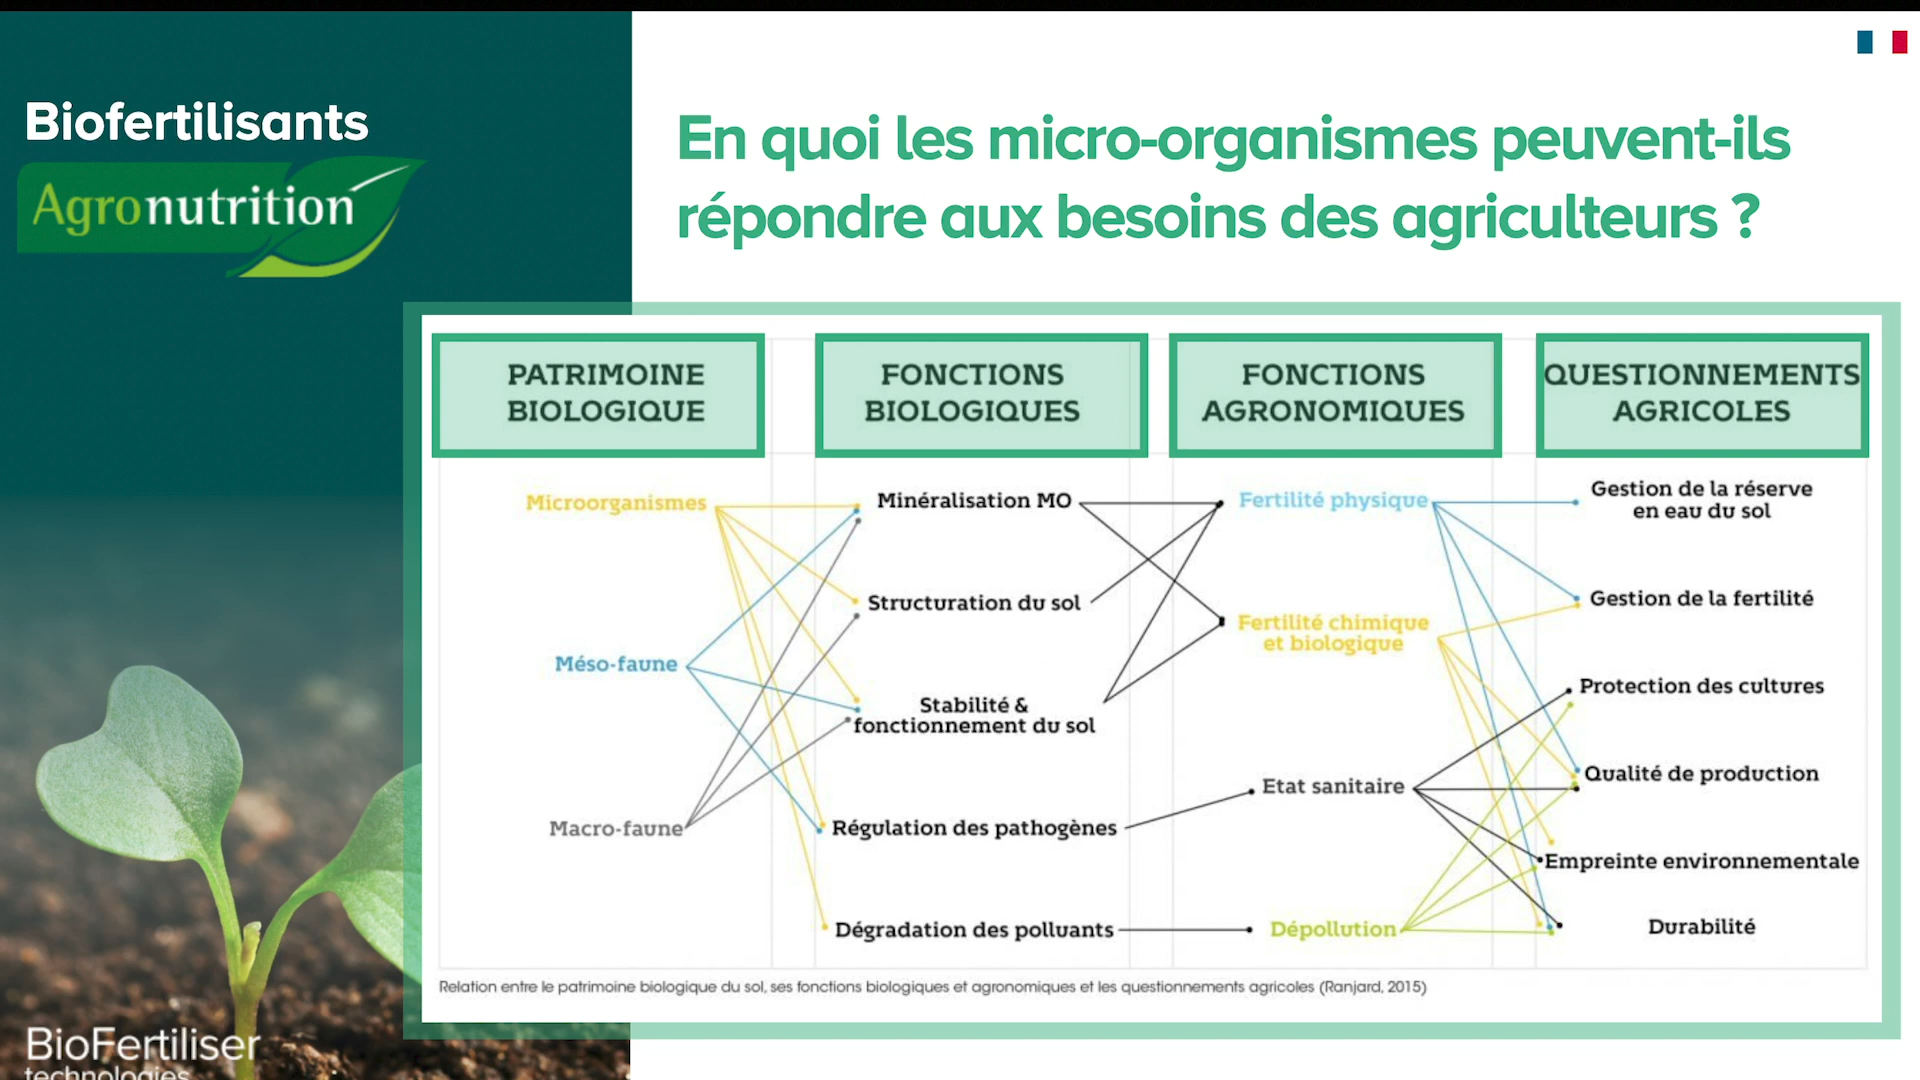 Biofertilisants
Agronutrition
En quoi les micro-organismes peuvent-ils
répondre aux besoins des agriculteurs ?
PATRIMOINE
BIOLOGIQUE
FONCTIONS
BIOLOGIQUES
FONCTIONS
AGRONOMIQUES
QUESTIONNEMENTS
AGRICOLES
Microorganismes
Méso-faune
Macro-faune
Minéralisation MO
Structuration du sol
Stabilité &
fonctionnement du sol
Régulation des pathogènes
Dégradation des polluants
Fertilité physique
Fertilité chimique
et biologique
Etat sanitaire
Dépollution
Gestion de la réserve
en eau du sol
Gestion de la fertilité
Protection des cultures
Qualité de production
Empreinte environnementale
Durabilité
Relation entre le patrimoine biologique du sol, ses fonctions biologiques et agronomiques et les questionnements agricoles (Ranjard, 2015)
BioFertiliser
technologies